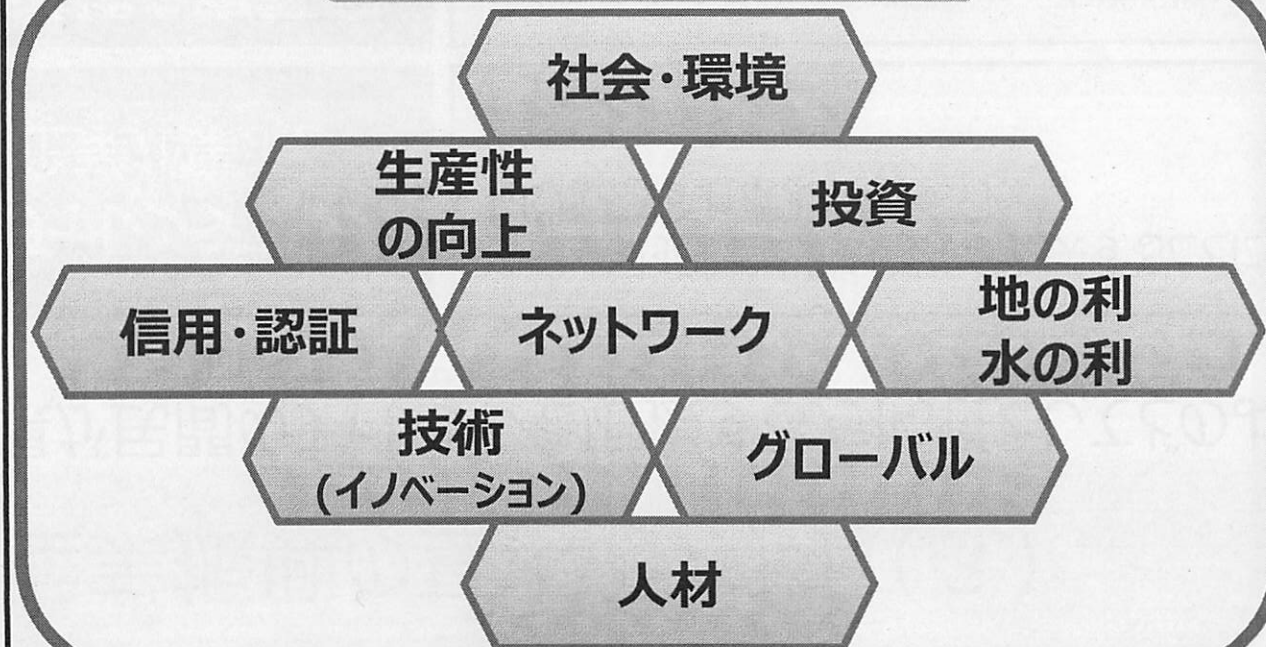 社会・環境
生産性
の向上
投資
信用・認証
ネットワーク
地の利
水の利
技術
(イノベーション)
グローバル
人材